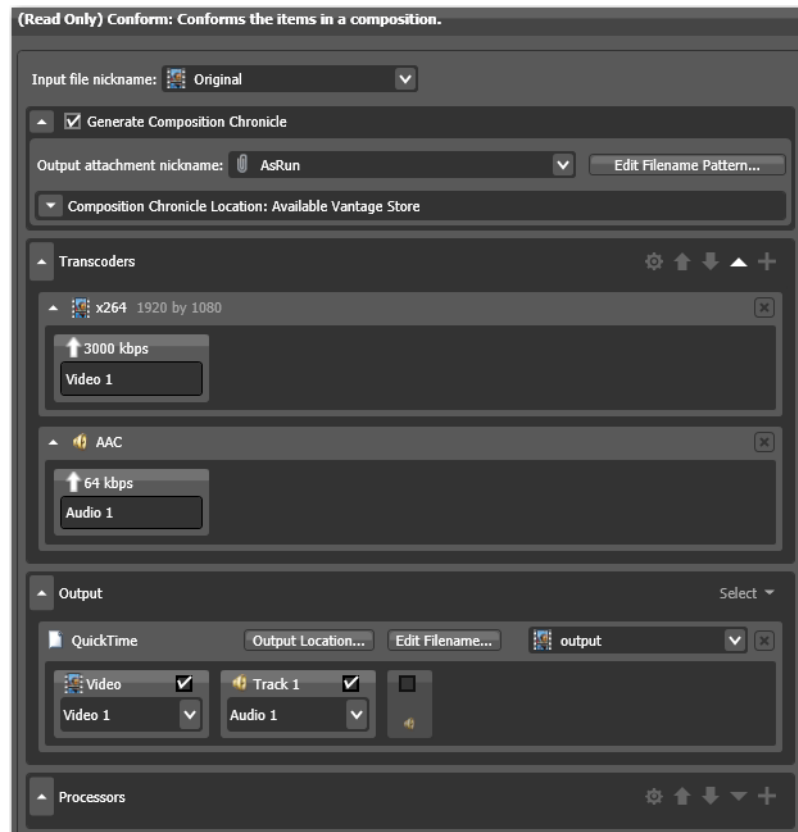 (Read Only) Conform: Conforms the items in a composition.
Input file nickname: Original
Generate Composition Chronicle
Output attachment nickname: AsRun Edit Filename Pattern...
Composition Chronicle Location: Available Vantage Store
Transcoders
x264 1920 by 1080
3000 kbps
Video 1
AAC
64 kbps
Audio 1
Output Select
QuickTime Output Location... Edit Filename... output
Video Track 1
Video 1 Audio 1
Processors